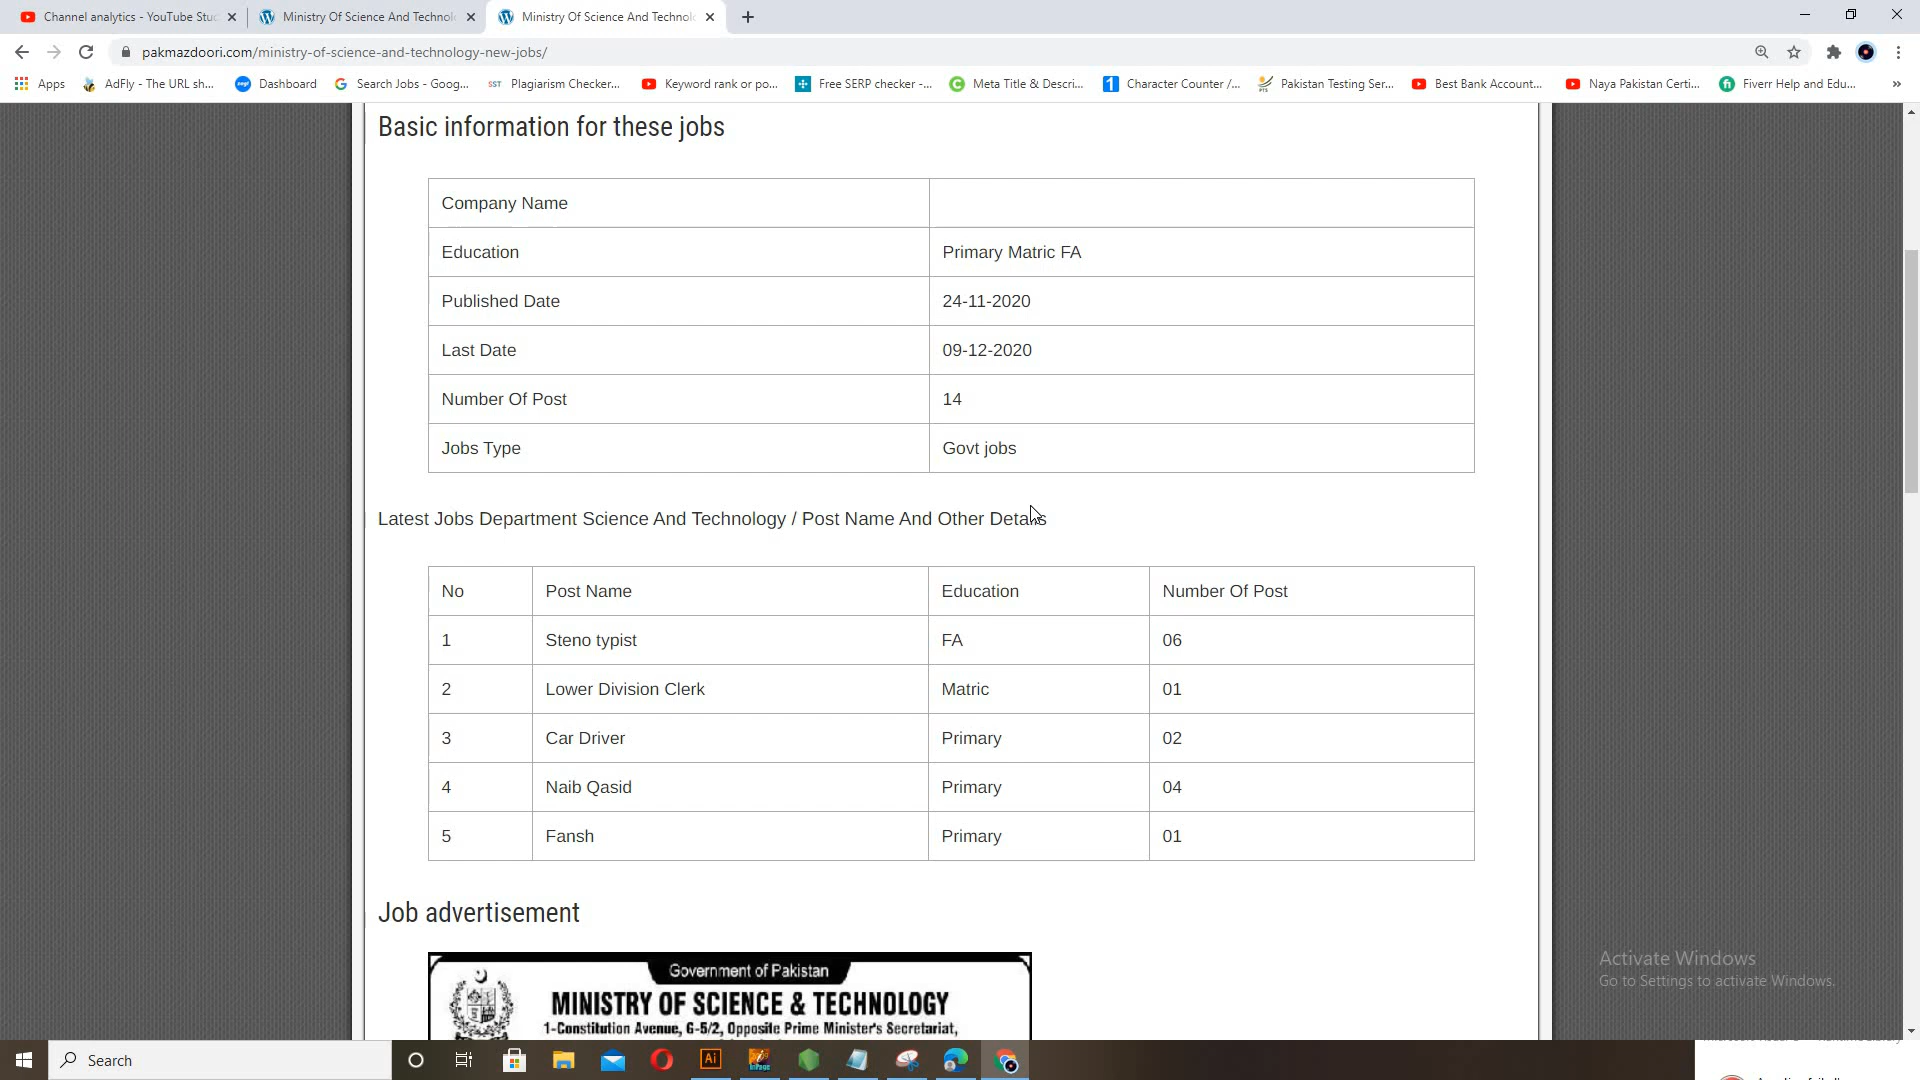 Channel analytics - YouTube Stud
Ministry Of Science And Technol
Ministry Of Science And Technol
pakmazdoori.com/ministry-of-science-and-technology-new-jobs/
Apps
AdFly - The URL sh...
Dashboard
Search Jobs - Goog...
SST Plagiarism Checker...
Keyword rank or po...
Free SERP checker -...
Meta Title & Descri...
Character Counter /...
Pakistan Testing Ser...
Best Bank Account...
Naya Pakistan Certi...
Fiverr Help and Edu...
»
Basic information for these jobs
Company Name
Education Primary Matric FA
Published Date 24-11-2020
Last Date 09-12-2020
Number Of Post 14
Jobs Type Govt jobs
Latest Jobs Department Science And Technology / Post Name And Other Details
No Post Name Education Number Of Post
1 Steno typist FA 06
2 Lower Division Clerk Matric 01
3 Car Driver Primary 02
4 Naib Qasid Primary 04
5 Fansh Primary 01
Job advertisement
Government of Pakistan
MINISTRY OF SCIENCE & TECHNOLOGY
1-Constitution Avenue, G-5/2, Opposite Prime Minister's Secretariat,
Activate Windows
Go to Settings to activate Windows.
Search
Ai